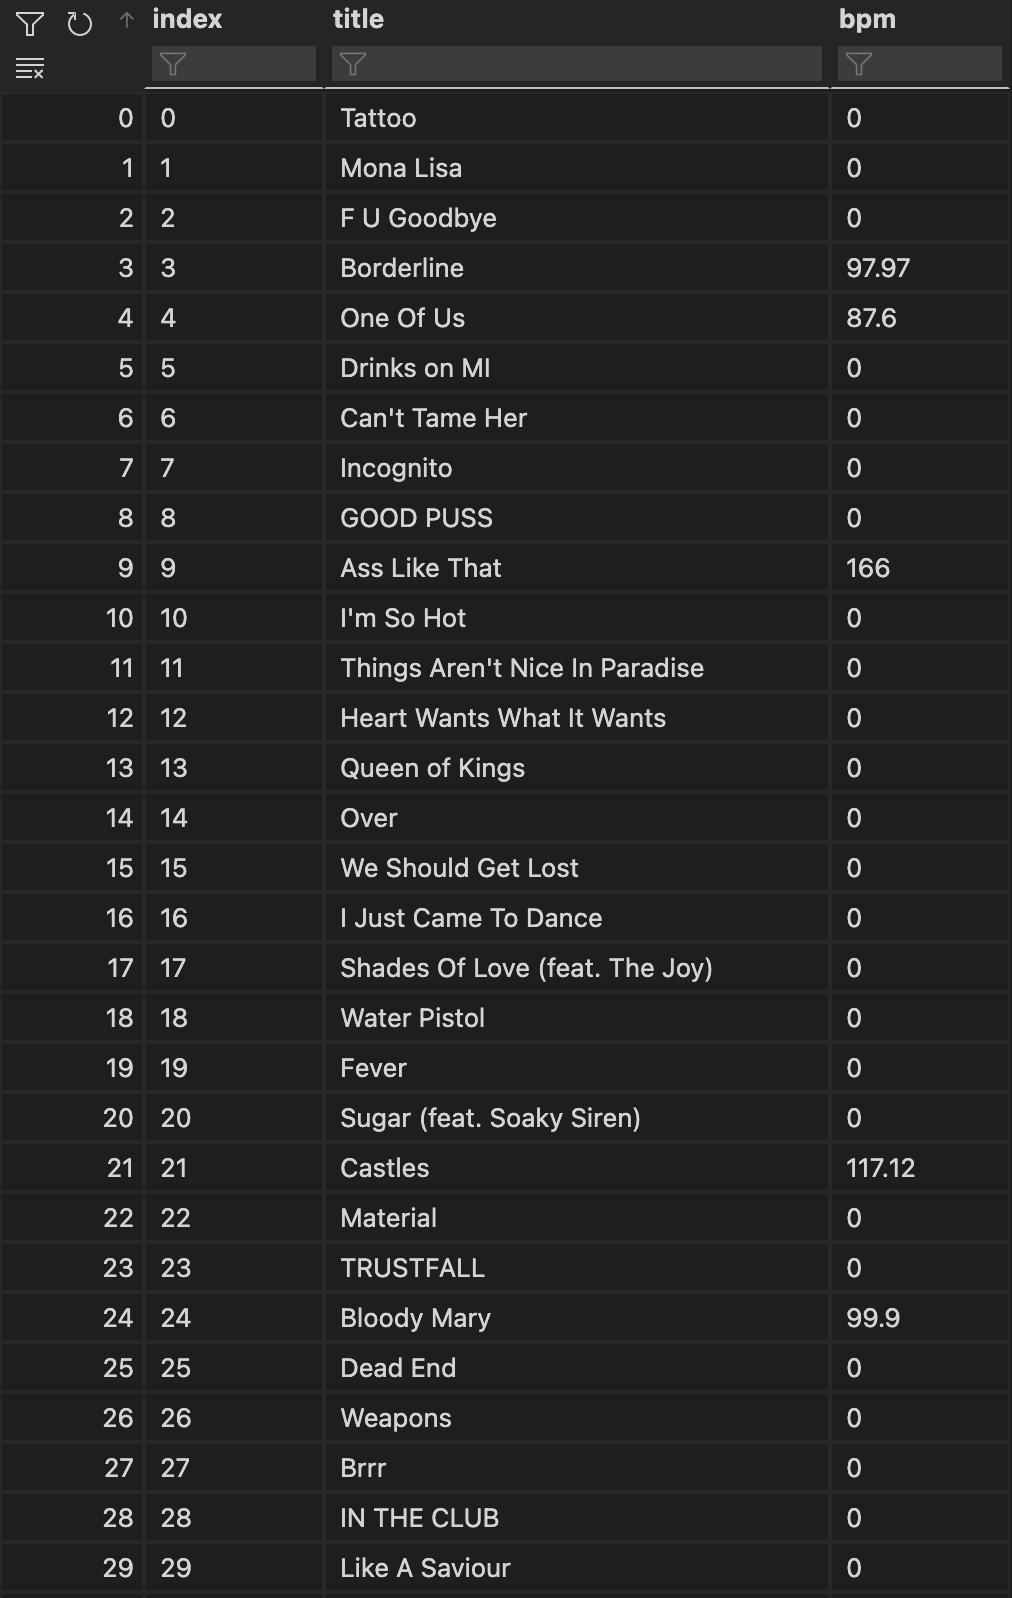 index title bpm
0 0 Tattoo 0
1 1 Mona Lisa 0
2 2 F U Goodbye 0
3 3 Borderline 97.97
4 4 One Of Us 87.6
5 5 Drinks on MI 0
6 6 Can't Tame Her 0
7 7 Incognito 0
8 8 GOOD PUSS 0
9 9 Ass Like That 166
10 10 I'm So Hot 0
11 11 Things Aren't Nice In Paradise 0
12 12 Heart Wants What It Wants 0
13 13 Queen of Kings 0
14 14 Over 0
15 15 We Should Get Lost 0
16 16 I Just Came To Dance 0
17 17 Shades Of Love (feat. The Joy) 0
18 18 Water Pistol 0
19 19 Fever 0
20 20 Sugar (feat. Soaky Siren) 0
21 21 Castles 117.12
22 22 Material 0
23 23 TRUSTFALL 0
24 24 Bloody Mary 99.9
25 25 Dead End 0
26 26 Weapons 0
27 27 Brrr 0
28 28 IN THE CLUB 0
29 29 Like A Saviour 0